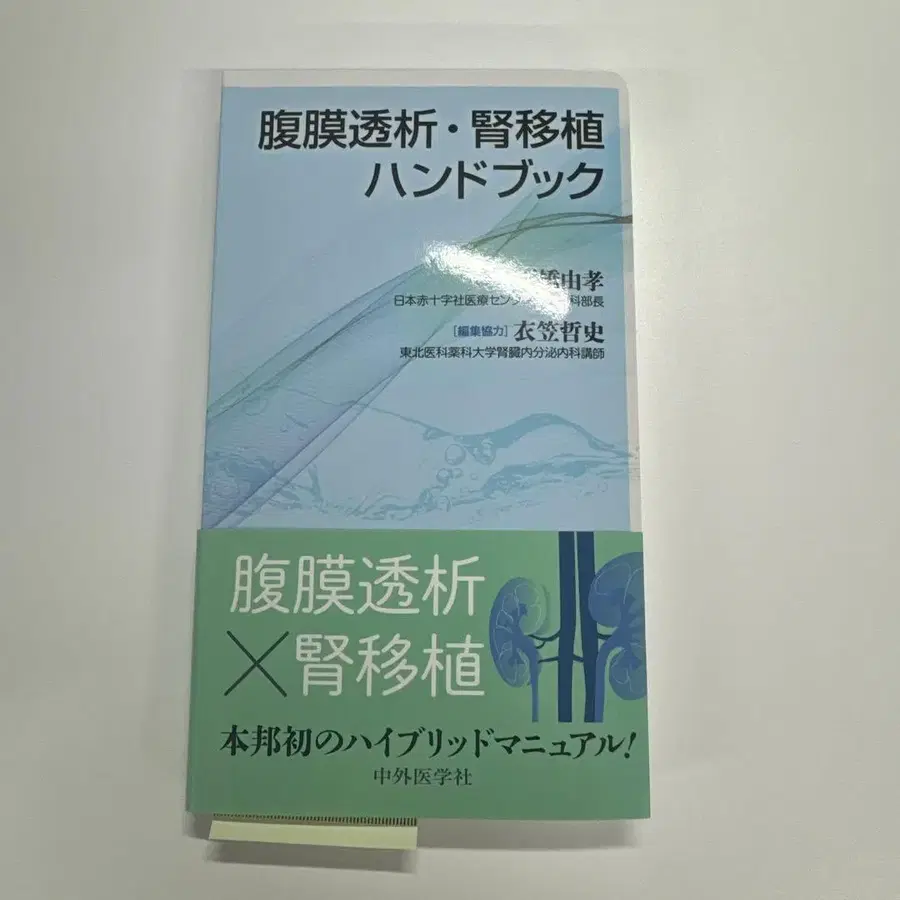 腹膜透析・腎移植
ハンドブック
橋由孝
日本赤十字社医療セン 科部長
[編集協力] 衣笠哲史
東北医科薬科大学腎臓内分泌内科講師
腹膜透析
×腎移植
本邦初のハイブリッドマニュアル!
中外医学社